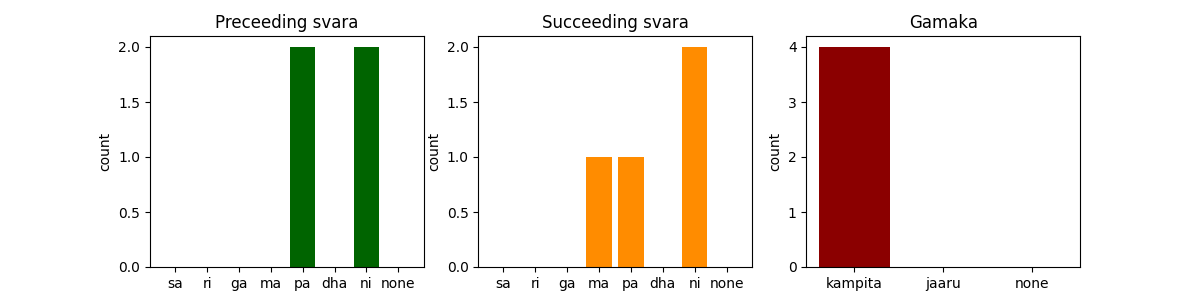 Preceeding svara
count
2.0
1.5
1.0
0.5
0.0
sa ri ga ma pa dha ni none
Succeeding svara
count
2.0
1.5
1.0
0.5
0.0
sa ri ga ma pa dha ni none
Gamaka
count
4
3
2
1
0
kampita jaaru none